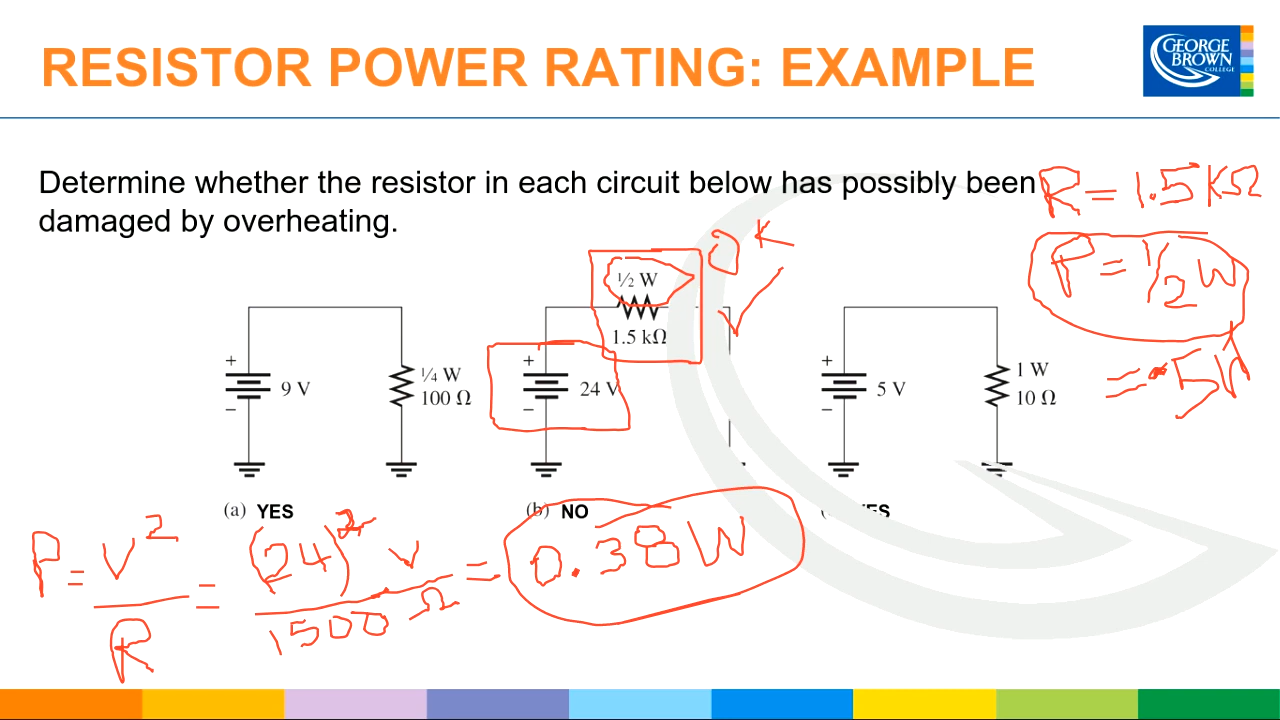 RESISTOR POWER RATING: EXAMPLE
GEORGE
BROWN
COLLEGE
Determine whether the resistor in each circuit below has possibly been
damaged by overheating.
R = 1.5 KΩ
P = 1/2 W
= .5W
OK
+
9 V
−
¼ W
100 Ω
½ W
1.5 kΩ
+
24 V
−
+
5 V
−
1 W
10 Ω
(a) YES
(b) NO
YES
P = V² / R = (24)² V / 1500 Ω = 0.38 W